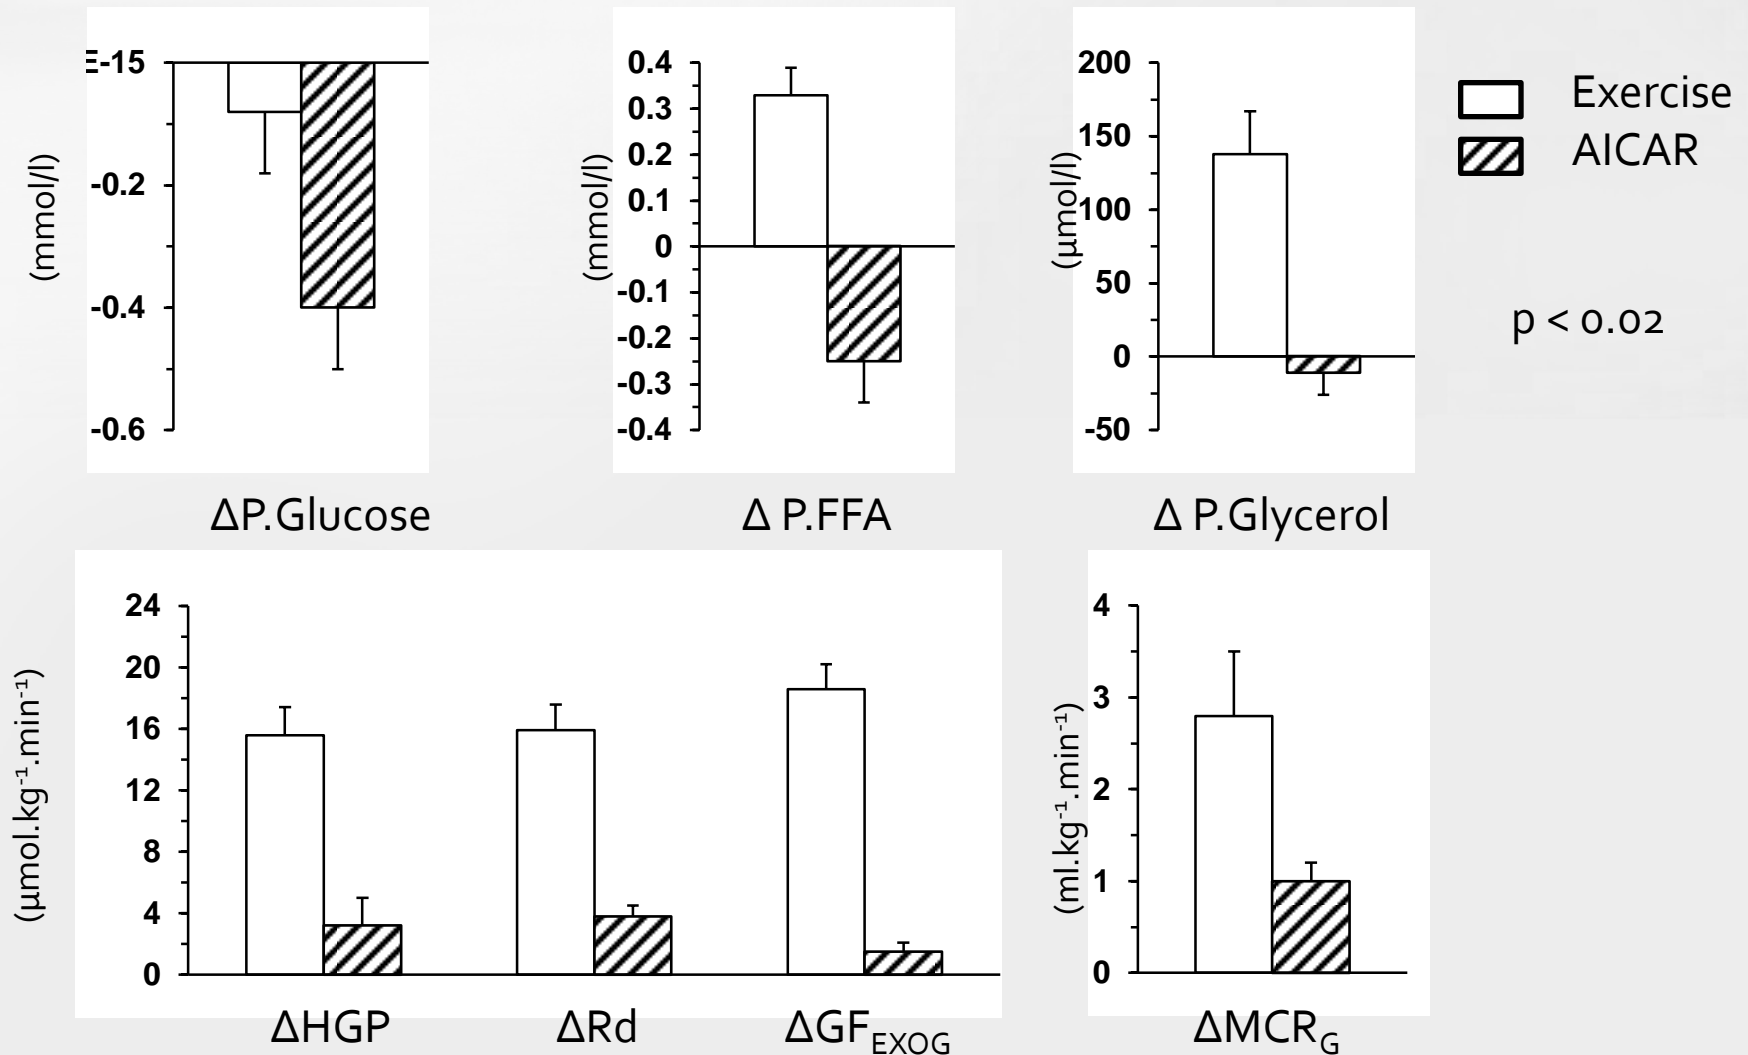 E-15
-0.2
-0.4
-0.6
(mmol/l)
ΔP.Glucose
0.4
0.3
0.2
0.1
0
-0.1
-0.2
-0.3
-0.4
(mmol/l)
Δ P.FFA
200
150
100
50
0
-50
(μmol/l)
Δ P.Glycerol
Exercise
AICAR
p < 0.02
24
20
16
12
8
4
0
(μmol.kg⁻¹.min⁻¹)
ΔHGP
ΔRd
ΔGF_EXOG
4
3
2
1
0
(ml.kg⁻¹.min⁻¹)
ΔMCR_G